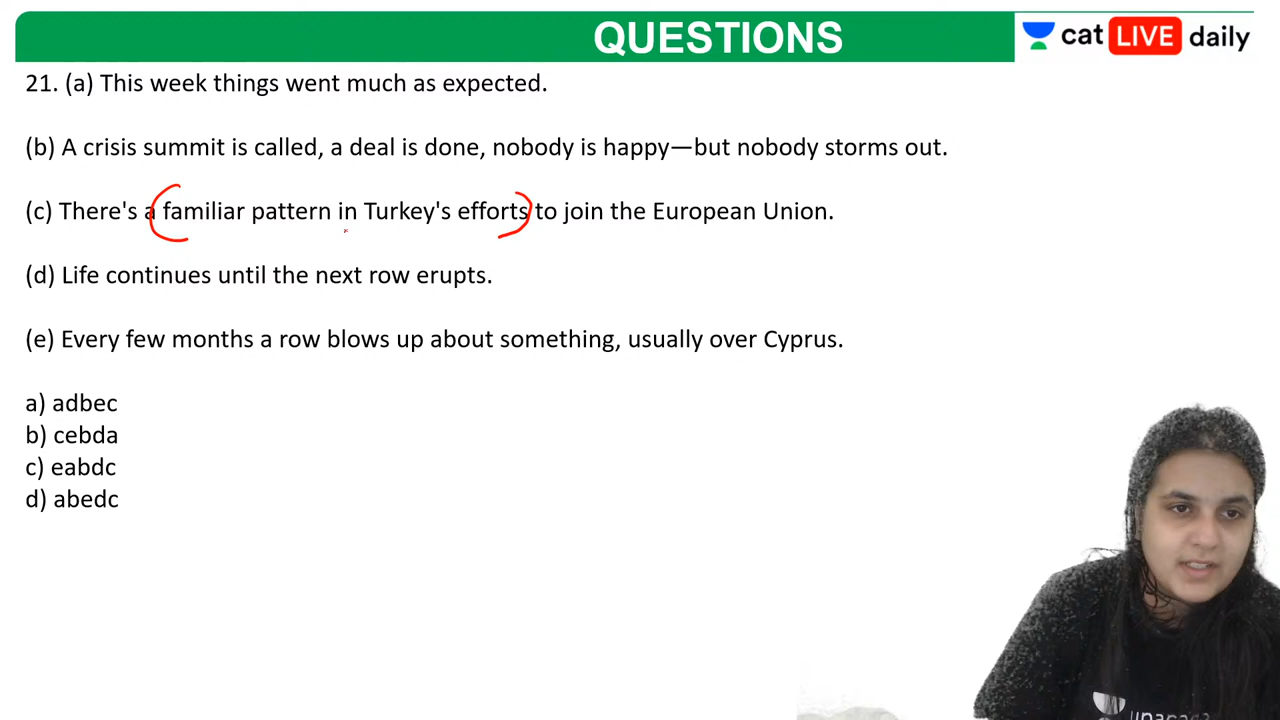 QUESTIONS
cat LIVE daily
21. (a) This week things went much as expected.
(b) A crisis summit is called, a deal is done, nobody is happy—but nobody storms out.
(c) There's a familiar pattern in Turkey's efforts to join the European Union.
(d) Life continues until the next row erupts.
(e) Every few months a row blows up about something, usually over Cyprus.
a) adbec
b) cebda
c) eabdc
d) abedc